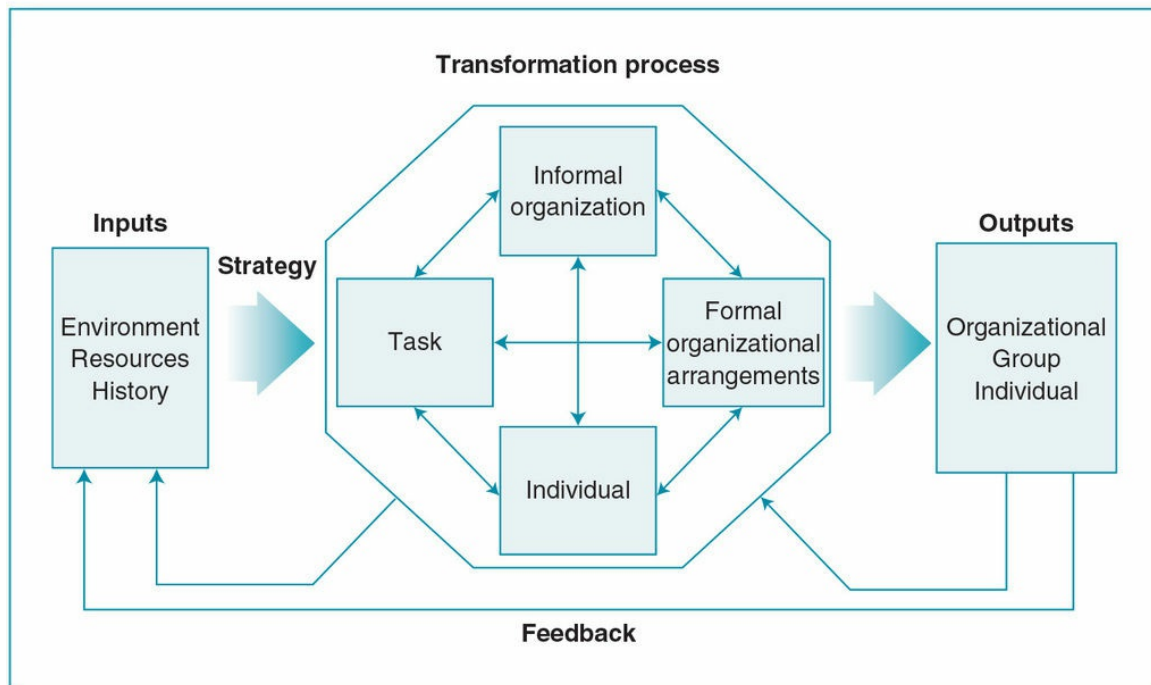 Transformation process
Inputs
Environment
Resources
History
Strategy
Informal
organization
Task
Formal
organizational
arrangements
Individual
Outputs
Organizational
Group
Individual
Feedback